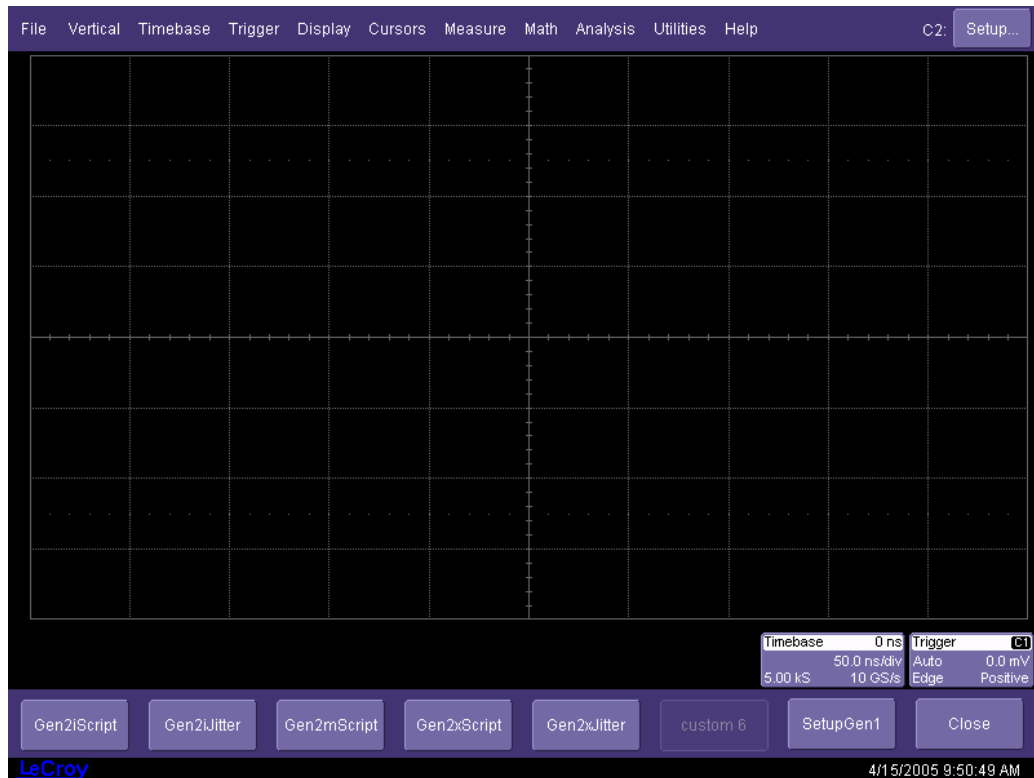 File Vertical Timebase Trigger Display Cursors Measure Math Analysis Utilities Help C2: Setup...
Timebase 0 ns Trigger C1
50.0 ns/div Auto 0.0 mV
5.00 kS 10 GS/s Edge Positive
Gen2iScript Gen2iJitter Gen2mScript Gen2xScript Gen2xJitter custom 6 SetupGen1 Close
LeCroy 4/15/2005 9:50:49 AM